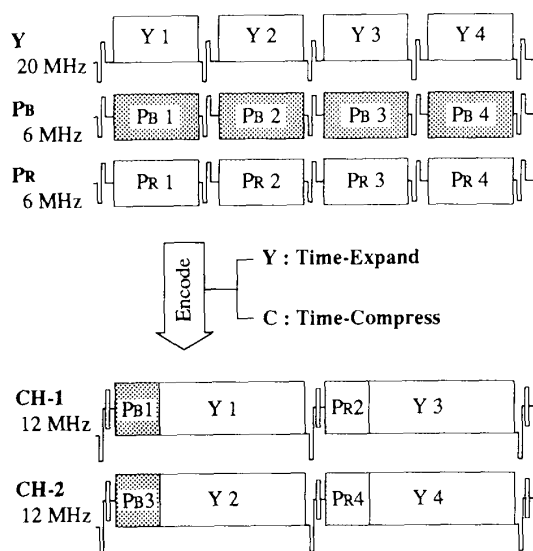 Y Y 1 Y 2 Y 3 Y 4
20 MHz
PB PB 1 PB 2 PB 3 PB 4
6 MHz
PR PR 1 PR 2 PR 3 PR 4
6 MHz
Encode
Y : Time-Expand
C : Time-Compress
CH-1 PB1 Y 1 PR2 Y 3
12 MHz
CH-2 PB3 Y 2 PR4 Y 4
12 MHz